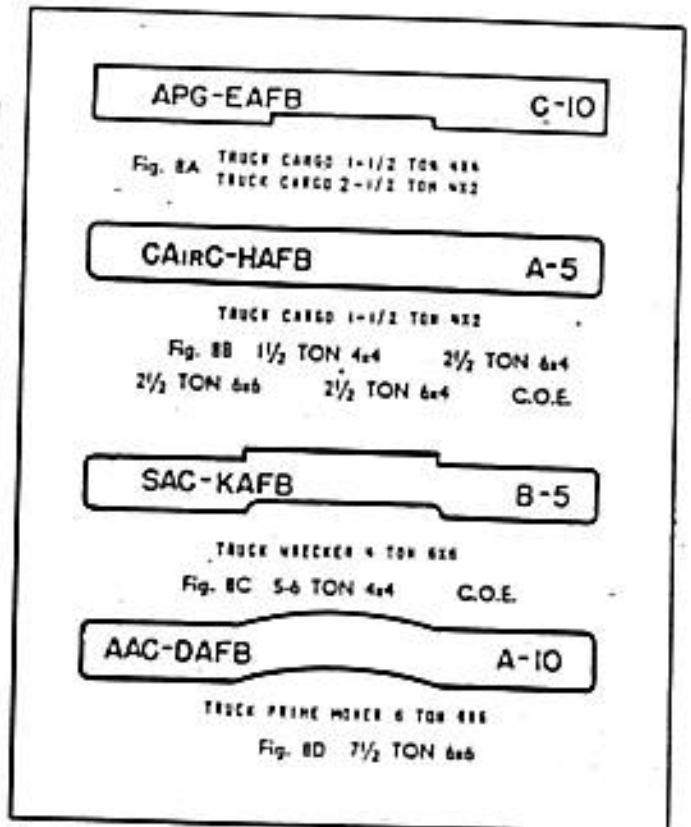 APG-EAFB C-10
Fig. 8A TRUCK CARGO 1-1/2 TON 4x4
TRUCK CARGO 2-1/2 TON 4X2
CAIRC-HAFB A-5
TRUCK CARGO 1-1/2 TON 4X2
Fig. 8B 1½ TON 4x4 2½ TON 6x4
2½ TON 6x6 2½ TON 6x4 C.O.E.
SAC-KAFB B-5
TRUCK WRECKER 4 TON 6X6
Fig. 8C 5-6 TON 4x4 C.O.E.
AAC-DAFB A-10
TRUCK PRIME MOVER 6 TON 6X6
Fig. 8D 7½ TON 6x6